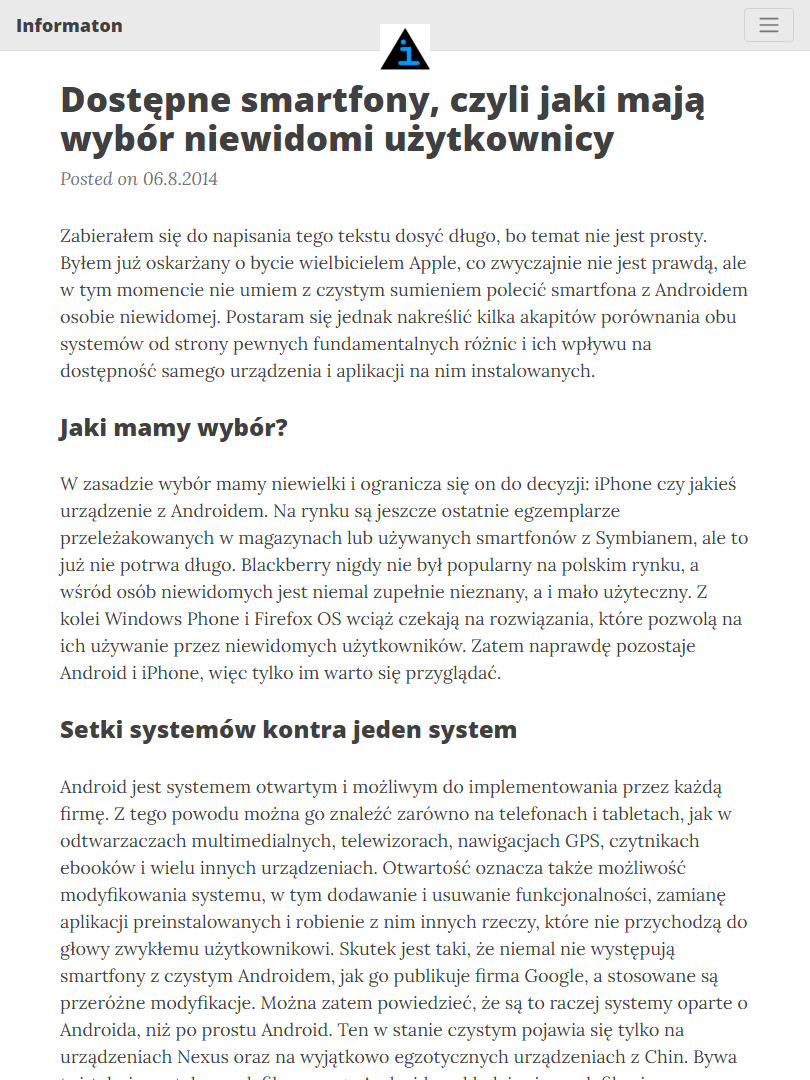 Informaton
i
Dostępne smartfony, czyli jaki mają
wybór niewidomi użytkownicy
Posted on 06.8.2014
Zabierałem się do napisania tego tekstu dosyć długo, bo temat nie jest prosty.
Byłem już oskarżany o bycie wielbicielem Apple, co zwyczajnie nie jest prawdą, ale
w tym momencie nie umiem z czystym sumieniem polecić smartfona z Androidem
osobie niewidomej. Postaram się jednak nakreślić kilka akapitów porównania obu
systemów od strony pewnych fundamentalnych różnic i ich wpływu na
dostępność samego urządzenia i aplikacji na nim instalowanych.
Jaki mamy wybór?
W zasadzie wybór mamy niewielki i ogranicza się on do decyzji: iPhone czy jakieś
urządzenie z Androidem. Na rynku są jeszcze ostatnie egzemplarze
przeleżakowanych w magazynach lub używanych smartfonów z Symbianem, ale to
już nie potrwa długo. Blackberry nigdy nie był popularny na polskim rynku, a
wśród osób niewidomych jest niemal zupełnie nieznany, a i mało użyteczny. Z
kolei Windows Phone i Firefox OS wciąż czekają na rozwiązania, które pozwolą na
ich używanie przez niewidomych użytkowników. Zatem naprawdę pozostaje
Android i iPhone, więc tylko im warto się przyglądać.
Setki systemów kontra jeden system
Android jest systemem otwartym i możliwym do implementowania przez każdą
firmę. Z tego powodu można go znaleźć zarówno na telefonach i tabletach, jak w
odtwarzaczach multimedialnych, telewizorach, nawigacjach GPS, czytnikach
ebooków i wielu innych urządzeniach. Otwartość oznacza także możliwość
modyfikowania systemu, w tym dodawanie i usuwanie funkcjonalności, zamianę
aplikacji preinstalowanych i robienie z nim innych rzeczy, które nie przychodzą do
głowy zwykłemu użytkownikowi. Skutek jest taki, że niemal nie występują
smartfony z czystym Androidem, jak go publikuje firma Google, a stosowane są
przeróżne modyfikacje. Można zatem powiedzieć, że są to raczej systemy oparte o
Androida, niż po prostu Android. Ten w stanie czystym pojawia się tylko na
urządzeniach Nexus oraz na wyjątkowo egzotycznych urządzeniach z Chin. Bywa